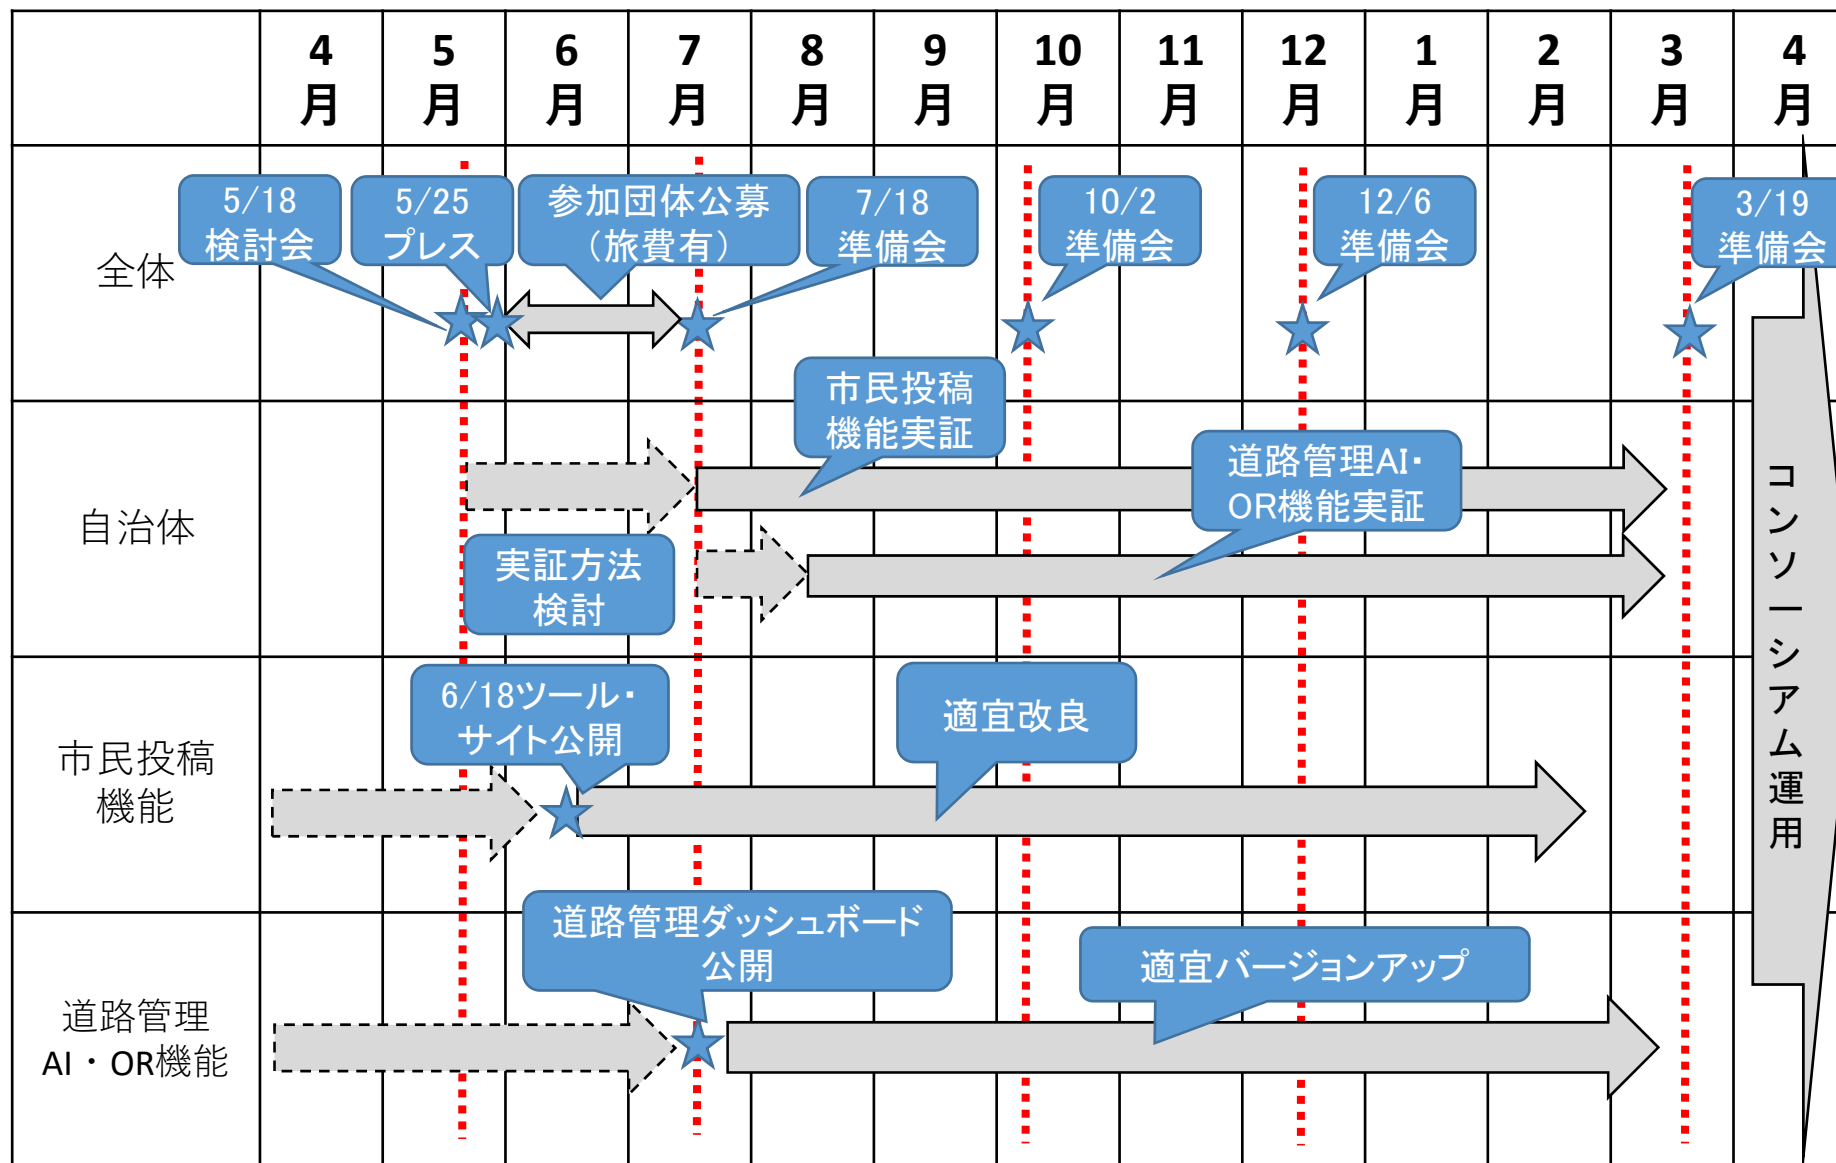 4月
5月
6月
7月
8月
9月
10月
11月
12月
1月
2月
3月
4月
全体
5/18
検討会
5/25
プレス
参加団体公募
（旅費有）
7/18
準備会
10/2
準備会
12/6
準備会
3/19
準備会
自治体
市民投稿
機能実証
道路管理AI・
OR機能実証
実証方法
検討
コンソーシアム運用
市民投稿
機能
6/18ツール・
サイト公開
適宜改良
道路管理
AI・OR機能
道路管理ダッシュボード
公開
適宜バージョンアップ